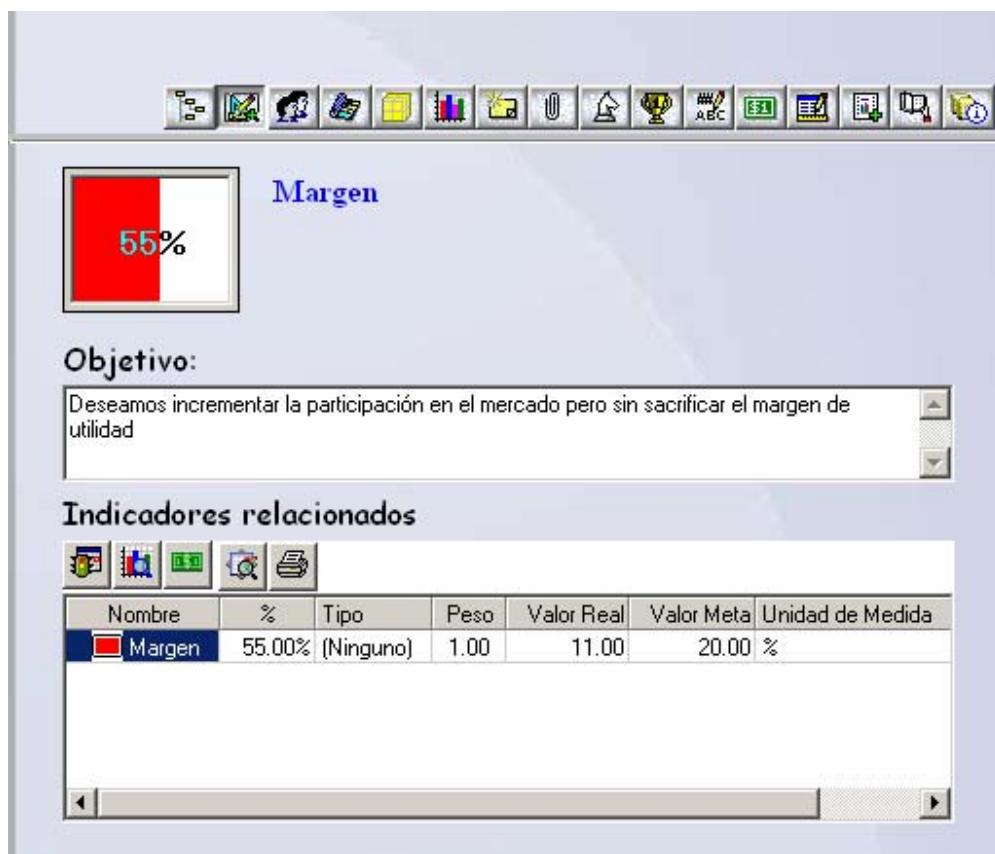 ABC
$1
55%
Margen
Objetivo:
Deseamos incrementar la participación en el mercado pero sin sacrificar el margen de
utilidad
Indicadores relacionados
Nombre % Tipo Peso Valor Real Valor Meta Unidad de Medida
Margen 55.00% (Ninguno) 1.00 11.00 20.00 %